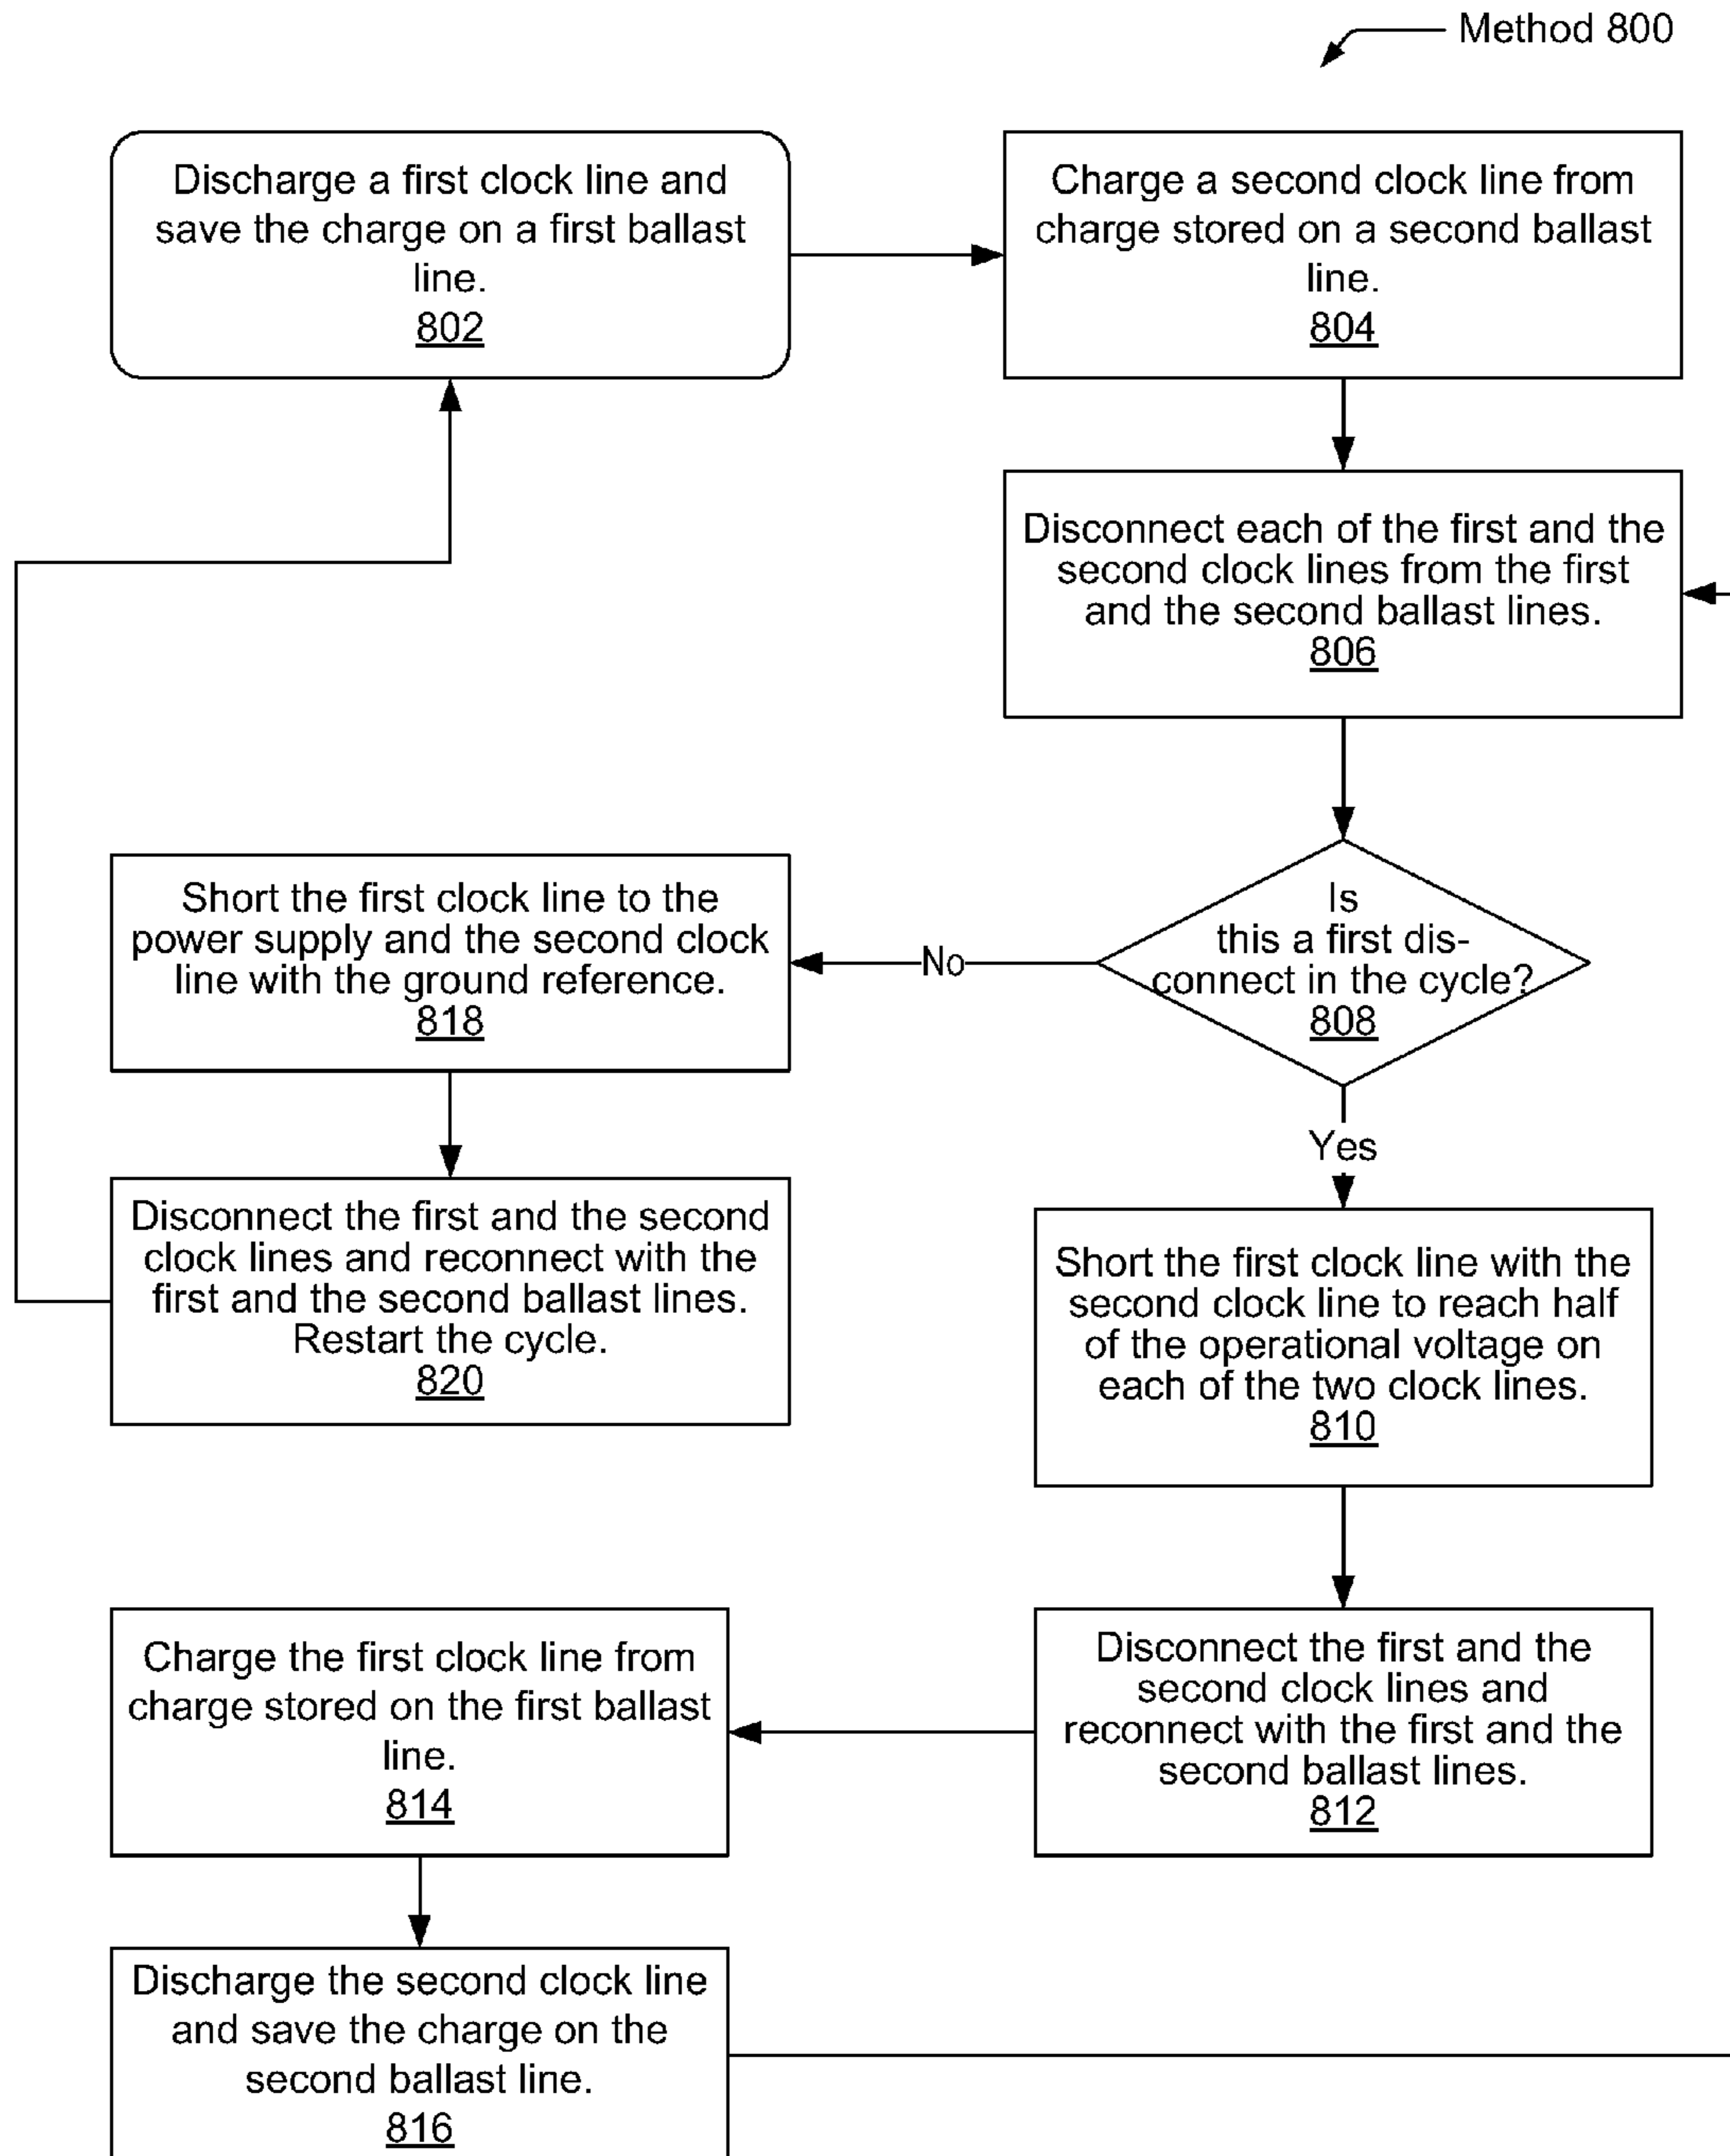 Method 800
Discharge a first clock line and
save the charge on a first ballast
line.
802
Charge a second clock line from
charge stored on a second ballast
line.
804
Disconnect each of the first and the
second clock lines from the first
and the second ballast lines.
806
Is
this a first dis-
connect in the cycle?
808
No
Yes
Short the first clock line to the
power supply and the second clock
line with the ground reference.
818
Disconnect the first and the second
clock lines and reconnect with the
first and the second ballast lines.
Restart the cycle.
820
Short the first clock line with the
second clock line to reach half
of the operational voltage on
each of the two clock lines.
810
Disconnect the first and the
second clock lines and
reconnect with the first and the
second ballast lines.
812
Charge the first clock line from
charge stored on the first ballast
line.
814
Discharge the second clock line
and save the charge on the
second ballast line.
816